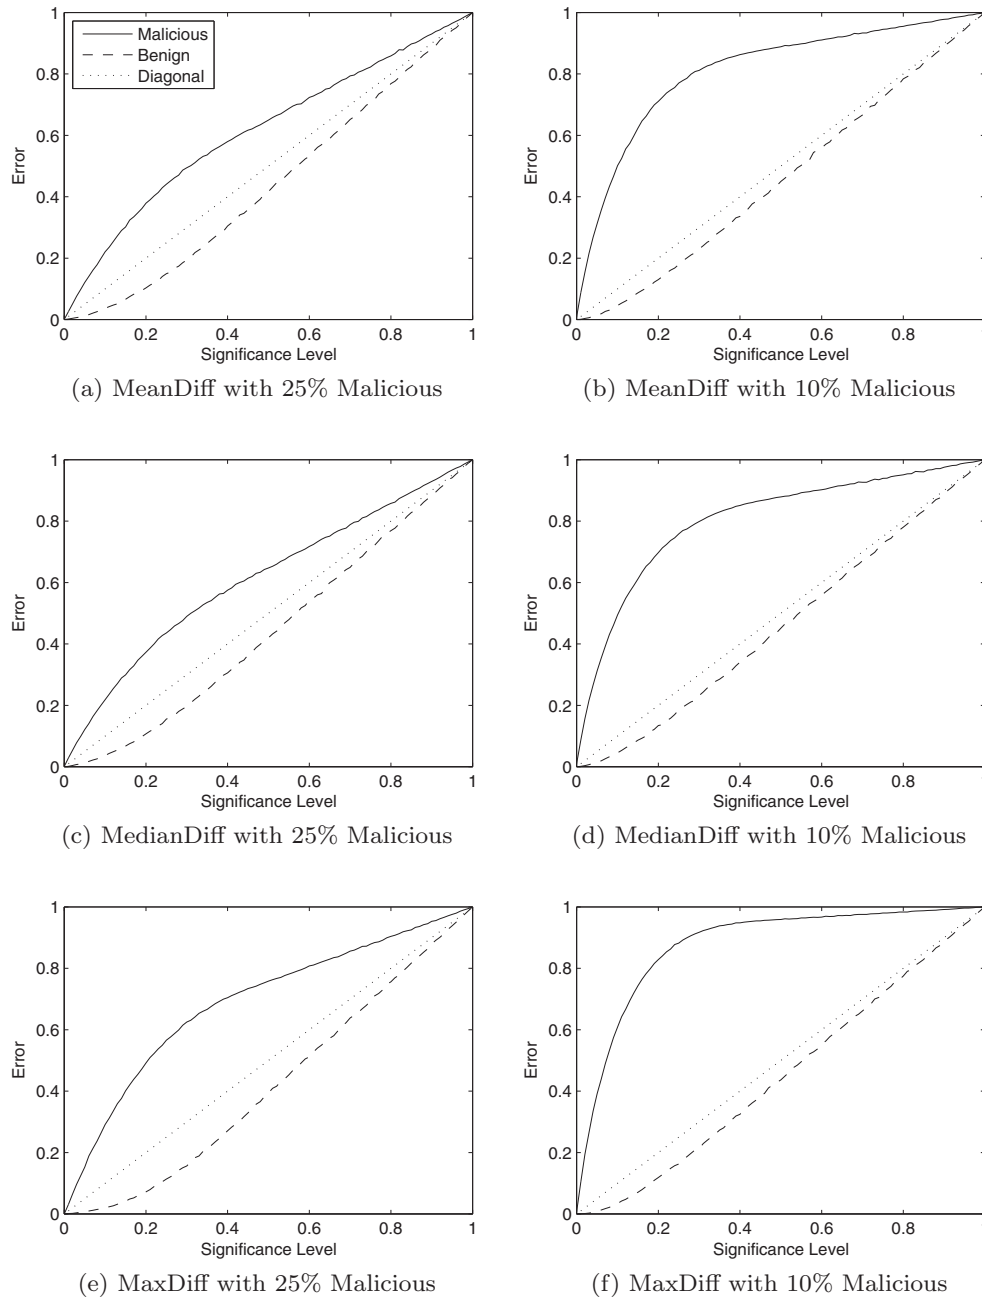 1
0.8
0.6
0.4
0.2
0
Error
Malicious
Benign
Diagonal
0 0.2 0.4 0.6 0.8 1
Significance Level
(a) MeanDiff with 25% Malicious
1
0.8
0.6
0.4
0.2
0
Error
0 0.2 0.4 0.6 0.8 1
Significance Level
(b) MeanDiff with 10% Malicious
1
0.8
0.6
0.4
0.2
0
Error
0 0.2 0.4 0.6 0.8 1
Significance Level
(c) MedianDiff with 25% Malicious
1
0.8
0.6
0.4
0.2
0
Error
0 0.2 0.4 0.6 0.8 1
Significance Level
(d) MedianDiff with 10% Malicious
1
0.8
0.6
0.4
0.2
0
Error
0 0.2 0.4 0.6 0.8 1
Significance Level
(e) MaxDiff with 25% Malicious
1
0.8
0.6
0.4
0.2
0
Error
0 0.2 0.4 0.6 0.8 1
Significance Level
(f) MaxDiff with 10% Malicious